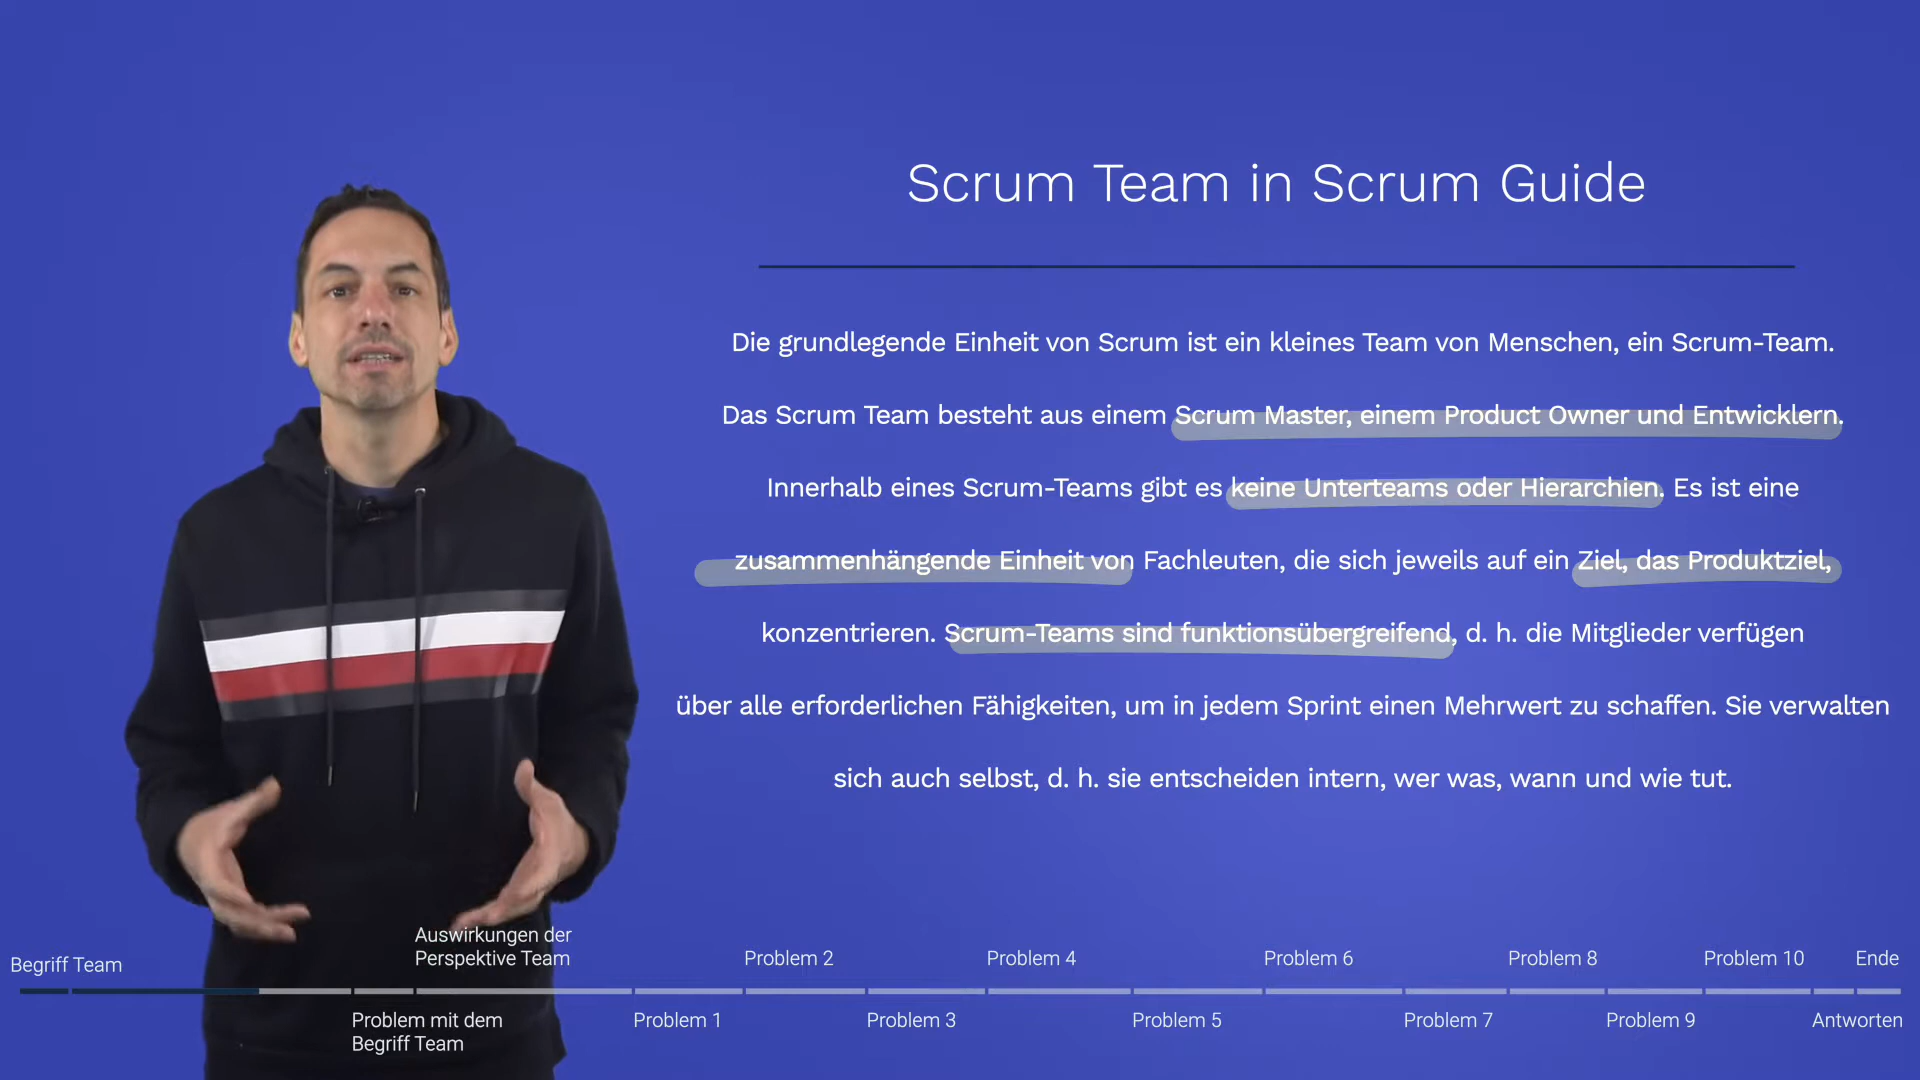 Scrum Team in Scrum Guide
Die grundlegende Einheit von Scrum ist ein kleines Team von Menschen, ein Scrum-Team.
Das Scrum Team besteht aus einem Scrum Master, einem Product Owner und Entwicklern.
Innerhalb eines Scrum-Teams gibt es keine Unterteams oder Hierarchien. Es ist eine
zusammenhängende Einheit von Fachleuten, die sich jeweils auf ein Ziel, das Produktziel,
konzentrieren. Scrum-Teams sind funktionsübergreifend, d. h. die Mitglieder verfügen
über alle erforderlichen Fähigkeiten, um in jedem Sprint einen Mehrwert zu schaffen. Sie verwalten
sich auch selbst, d. h. sie entscheiden intern, wer was, wann und wie tut.
Begriff Team
Problem mit dem
Begriff Team
Auswirkungen der
Perspektive Team
Problem 1
Problem 2
Problem 3
Problem 4
Problem 5
Problem 6
Problem 7
Problem 8
Problem 9
Problem 10
Antworten
Ende